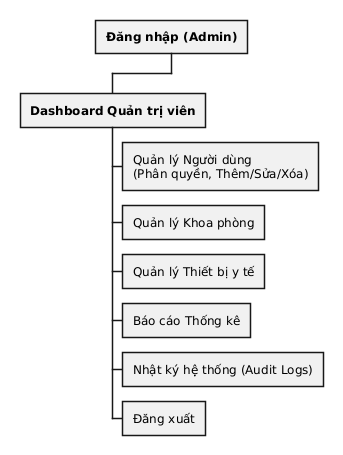 Đăng nhập (Admin)
Dashboard Quản trị viên
Quản lý Người dùng
(Phân quyền, Thêm/Sửa/Xóa)
Quản lý Khoa phòng
Quản lý Thiết bị y tế
Báo cáo Thống kê
Nhật ký hệ thống (Audit Logs)
Đăng xuất